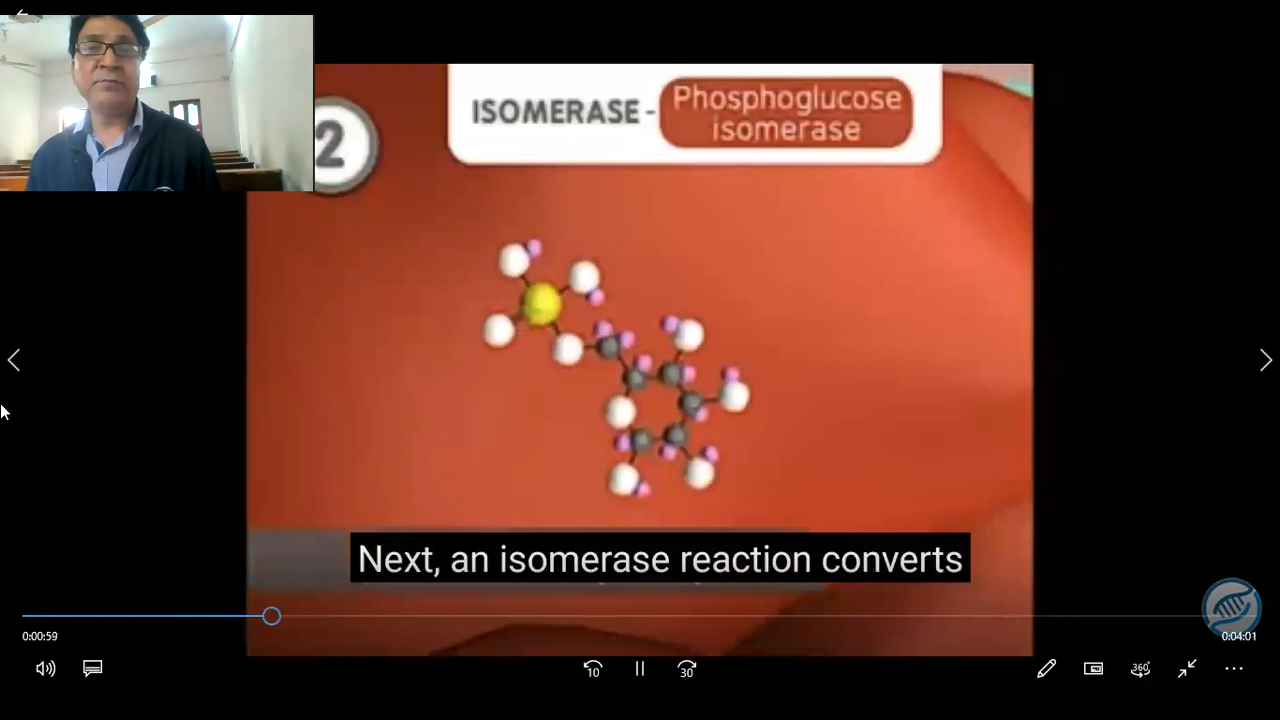 ISOMERASE - Phosphoglucose
isomerase
2
Next, an isomerase reaction converts
0:00:59
0:04:01
10
30
360